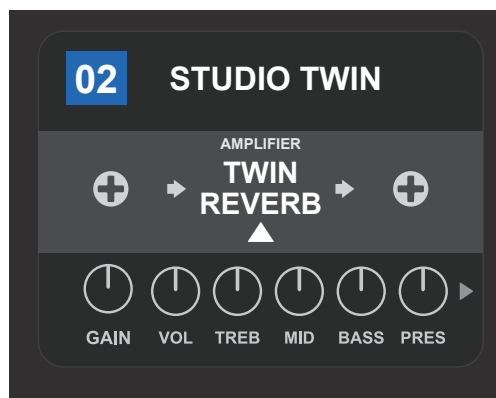 02 STUDIO TWIN
AMPLIFIER
TWIN
REVERB
GAIN VOL TREB MID BASS PRES